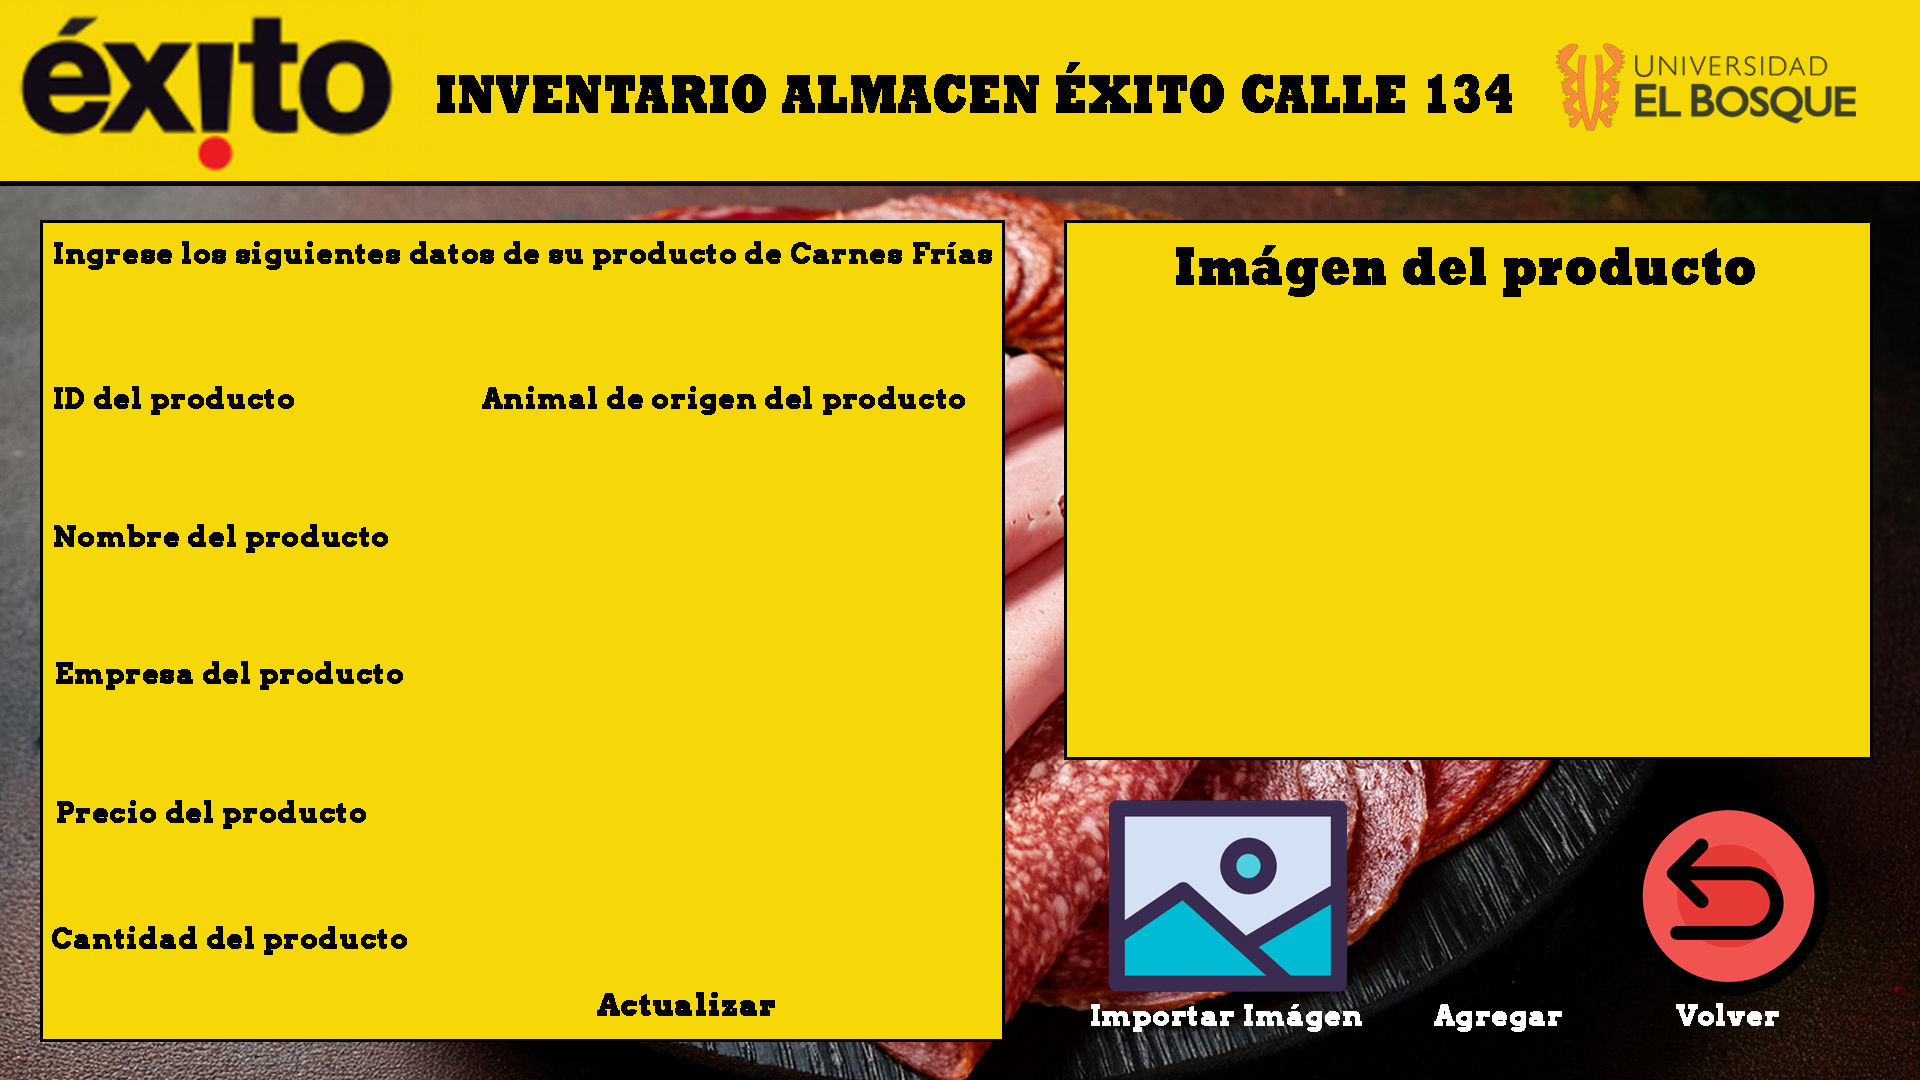 éxito
INVENTARIO ALMACEN ÉXITO CALLE 134
UNIVERSIDAD
EL BOSQUE
Ingrese los siguientes datos de su producto de Carnes Frías
ID del producto
Animal de origen del producto
Nombre del producto
Empresa del producto
Precio del producto
Cantidad del producto
Actualizar
Imágen del producto
Importar Imágen
Agregar
Volver